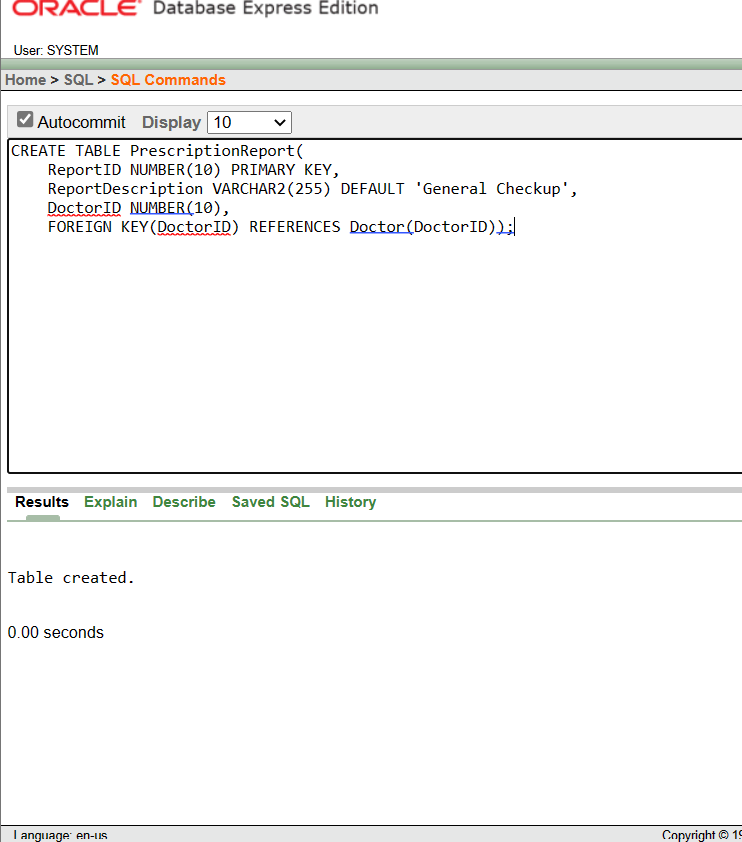 ORACLE Database Express Edition
User: SYSTEM
Home > SQL > SQL Commands
Autocommit Display 10
CREATE TABLE PrescriptionReport(
    ReportID NUMBER(10) PRIMARY KEY,
    ReportDescription VARCHAR2(255) DEFAULT 'General Checkup',
    DoctorID NUMBER(10),
    FOREIGN KEY(DoctorID) REFERENCES Doctor(DoctorID));
Results Explain Describe Saved SQL History
Table created.
0.00 seconds
Language: en-us Copyright © 19